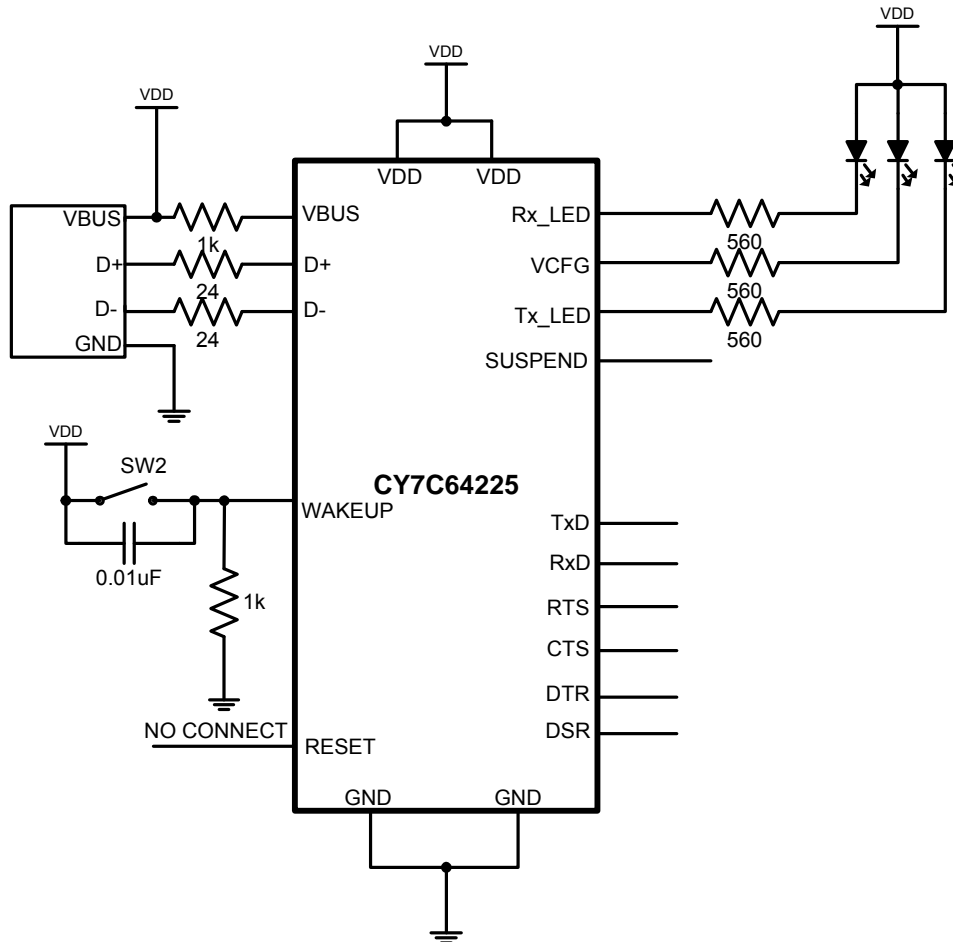 VDD
VDD
VDD
VDD VDD
VBUS
VBUS
Rx_LED
1k
560
D+
D+
VCFG
24
560
D-
D-
Tx_LED
24
560
GND
SUSPEND
VDD
SW2
CY7C64225
WAKEUP
TxD
0.01uF
RxD
1k
RTS
CTS
DTR
NO CONNECT
DSR
RESET
GND GND